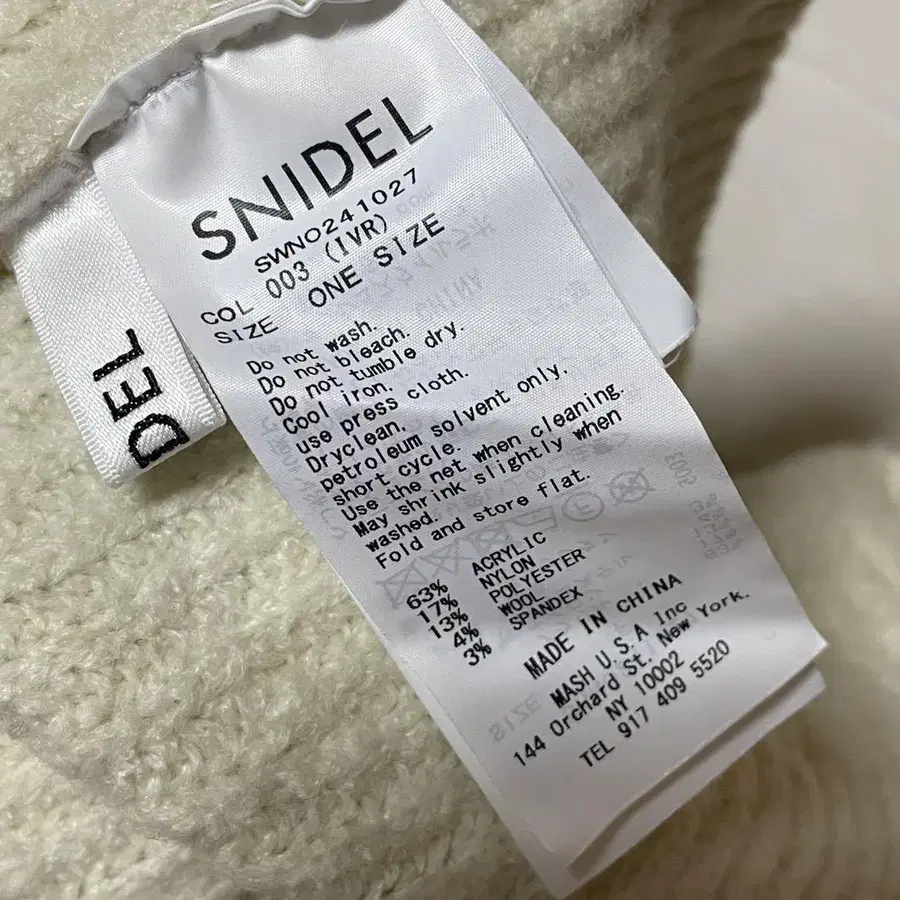 SNIDEL
SWNO241027
COL 003 (IVR)
SIZE ONE SIZE
Do not wash.
Do not bleach.
Do not tumble dry.
Cool iron.
use press cloth.
Dryclean.
petroleum solvent only.
short cycle.
Use the net when cleaning.
May shrink slightly when
washed.
Fold and store flat.
63% ACRYLIC
17% NYLON
13% POLYESTER
4% WOOL
3% SPANDEX
MADE IN CHINA
MASH U.S.A Inc
144 Orchard St. New York.
NY 10002
TEL 917 409 5520
DEL